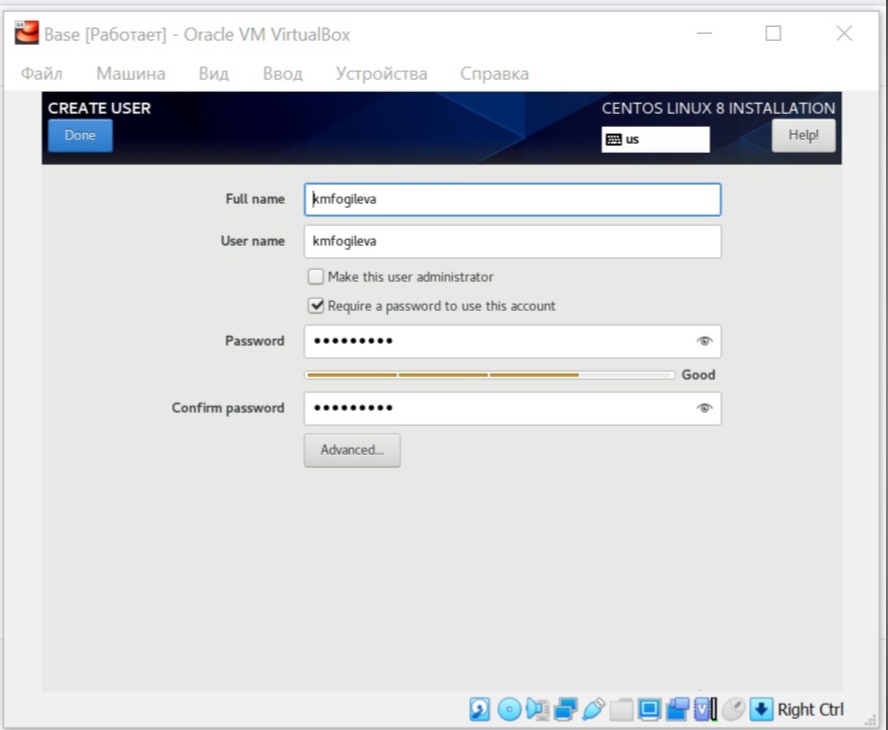 Base [Работает] - Oracle VM VirtualBox
Файл Машина Вид Ввод Устройства Справка
CREATE USER
CENTOS LINUX 8 INSTALLATION
Done
us
Help!
Full name
kmfogileva
User name
kmfogileva
Make this user administrator
Require a password to use this account
Password
•••••••••
Good
Confirm password
•••••••••
Advanced...
Right Ctrl